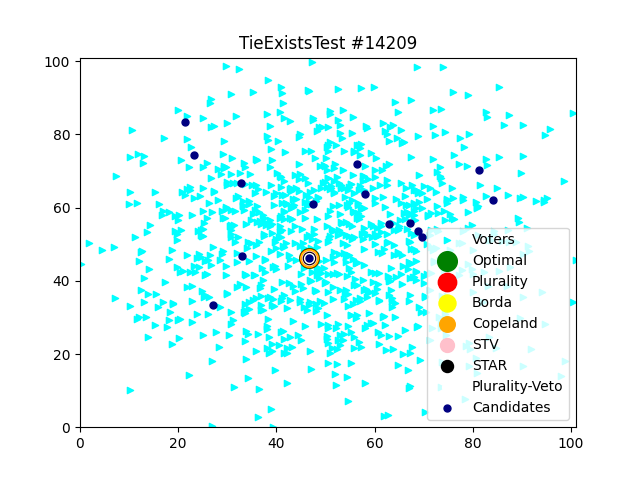 TieExistsTest #14209
100
80
60
40
20
0
0
20
40
60
80
100
Voters
Optimal
Plurality
Borda
Copeland
STV
STAR
Plurality-Veto
Candidates